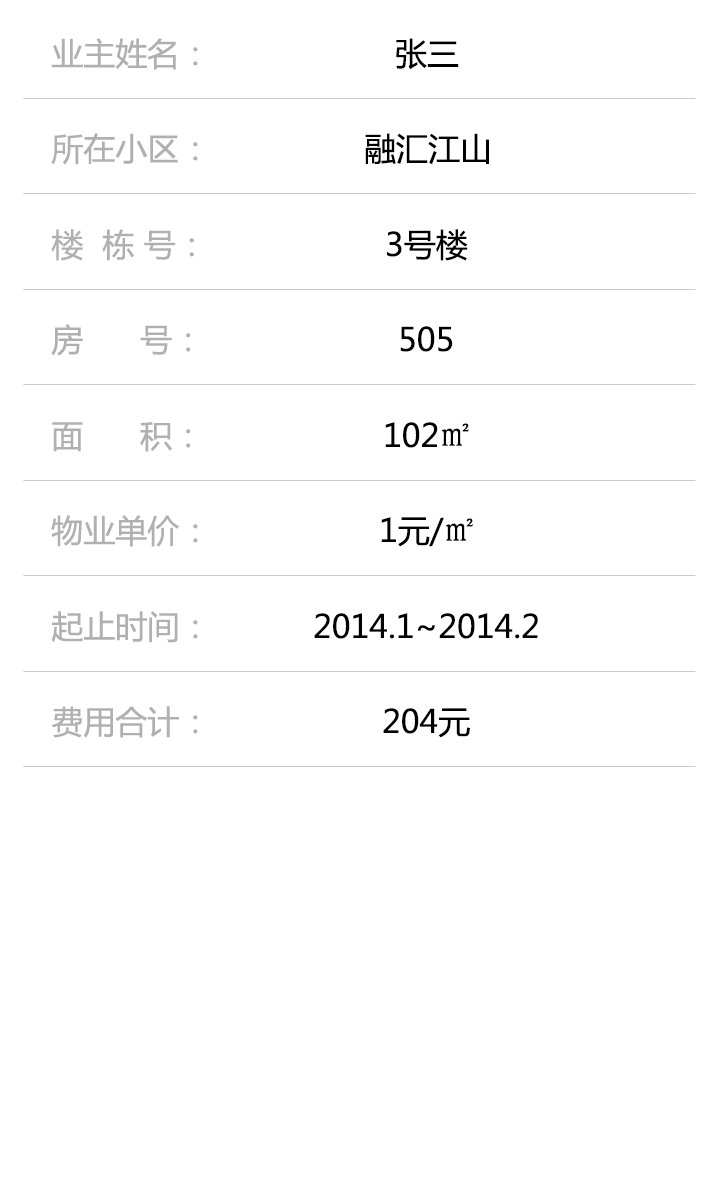 业主姓名： 张三
所在小区： 融汇江山
楼 栋 号： 3号楼
房 号： 505
面 积： 102㎡
物业单价： 1元/㎡
起止时间： 2014.1~2014.2
费用合计： 204元